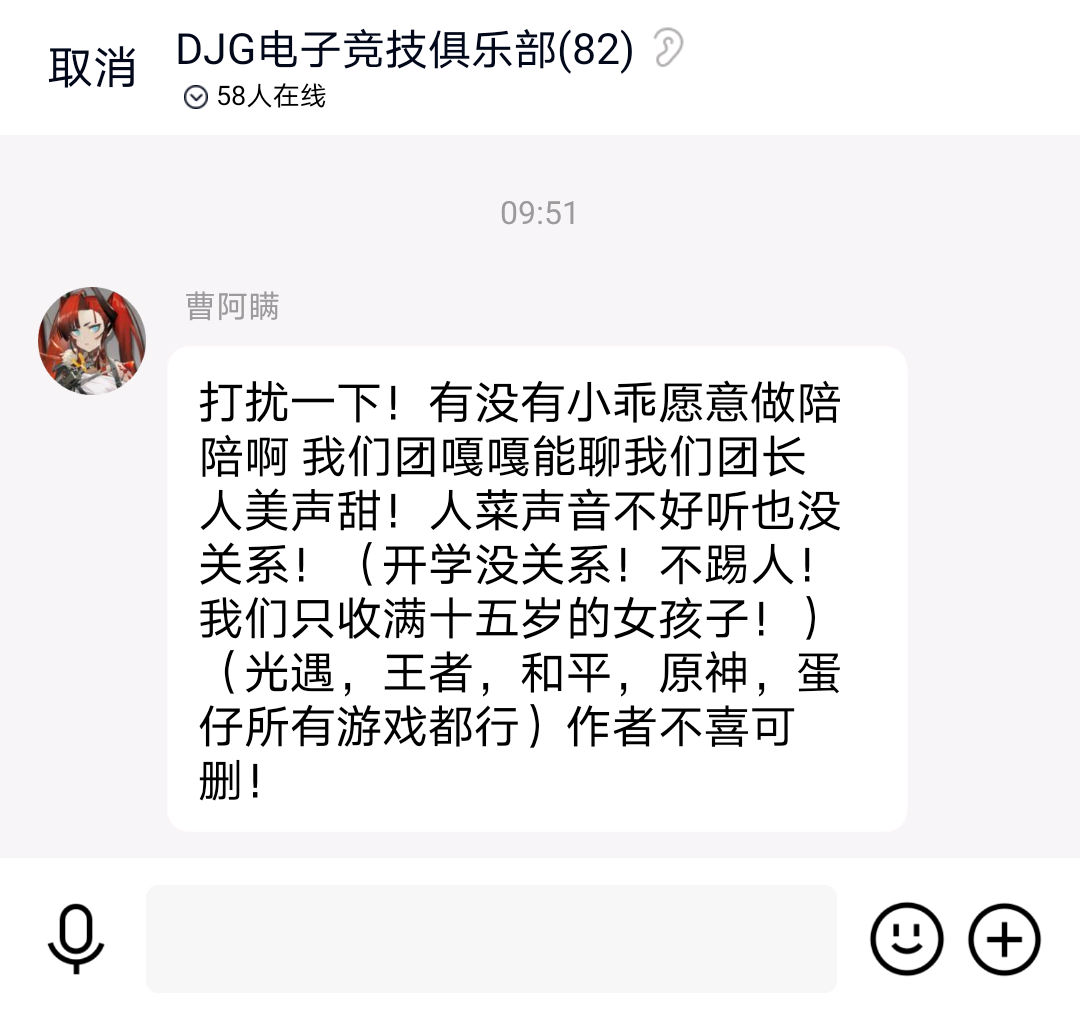 取消
DJG电子竞技俱乐部(82)
58人在线
09:51
曹阿瞒
打扰一下！有没有小乖愿意做陪
陪啊 我们团嘎嘎能聊我们团长
人美声甜！人菜声音不好听也没
关系！（开学没关系！不踢人！
我们只收满十五岁的女孩子！）
（光遇，王者，和平，原神，蛋
仔所有游戏都行）作者不喜可
删！